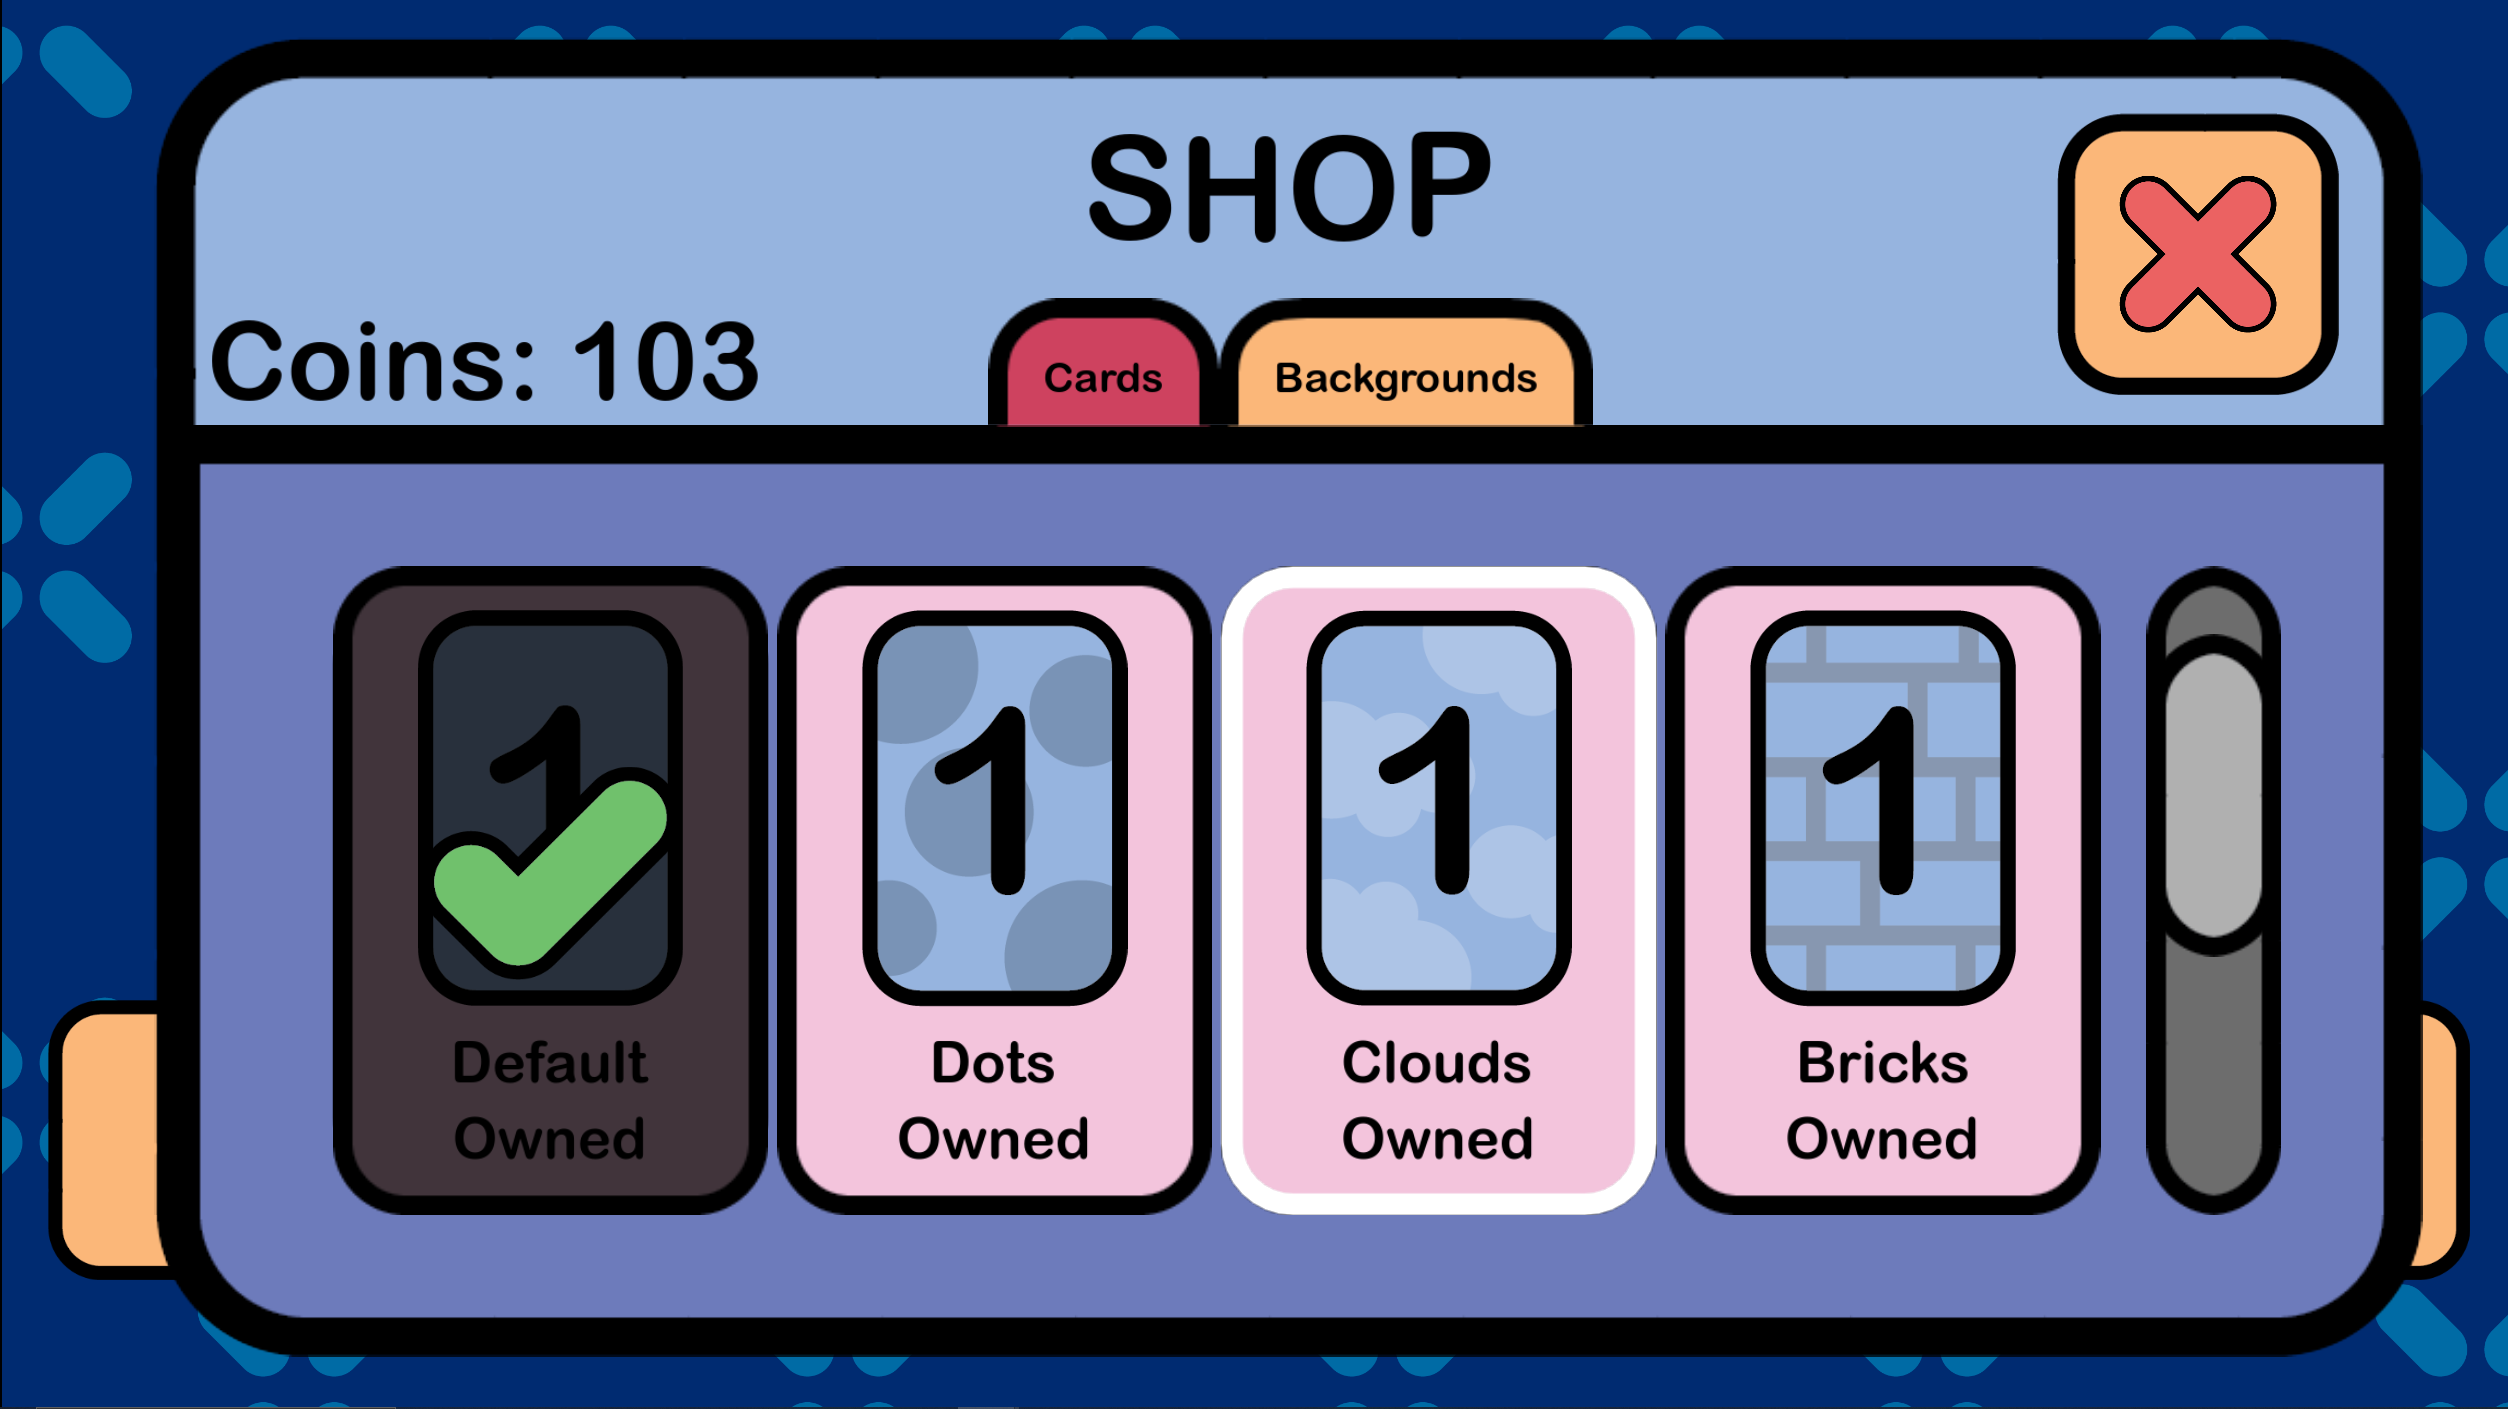 SHOP
Coins: 103
Cards
Backgrounds
1
1
1
1
Default
Dots
Clouds
Bricks
Owned
Owned
Owned
Owned